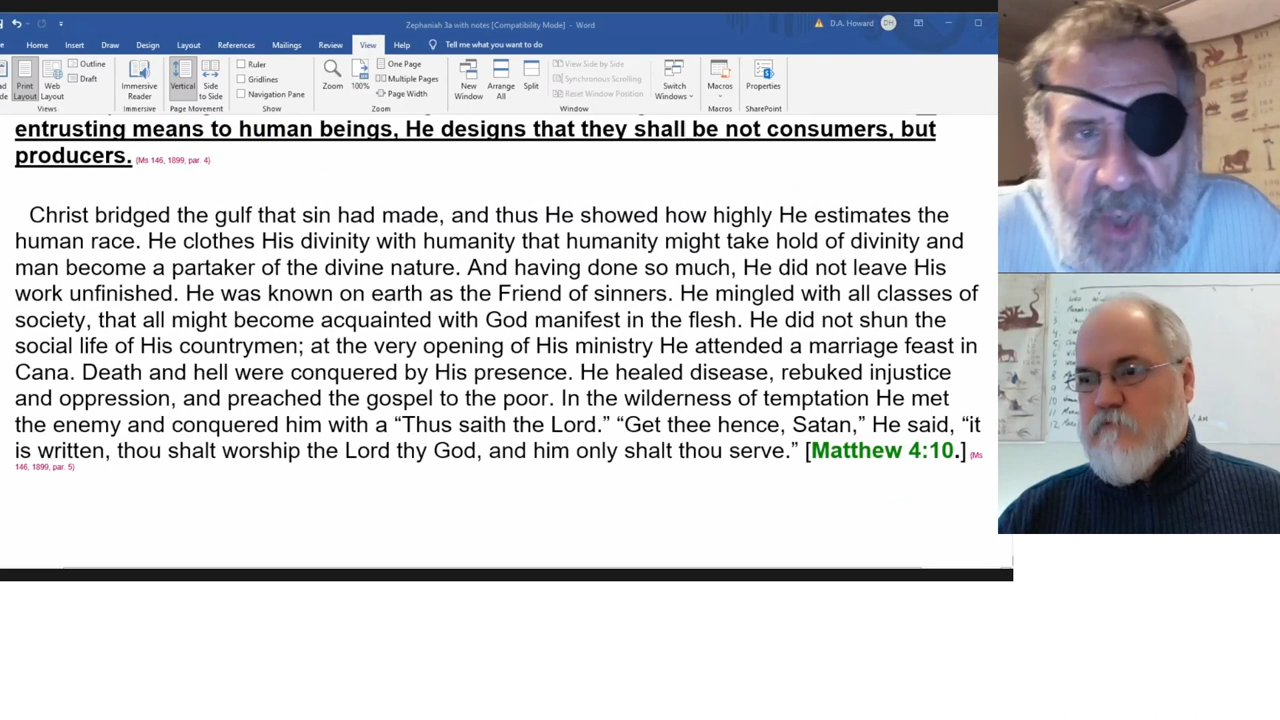 Zephaniah 3a with notes [Compatibility Mode] - Word
D.A. Howard
DH
Home Insert Draw Design Layout References Mailings Review View Help Tell me what you want to do
Print Layout
Web Layout
Outline
Draft
Views
Immersive Reader
Immersive
Vertical
Side to Side
Page Movement
Ruler
Gridlines
Navigation Pane
Show
Zoom
100%
One Page
Multiple Pages
Page Width
Zoom
New Window
Arrange All
Split
View Side by Side
Synchronous Scrolling
Reset Window Position
Window
Switch Windows
Macros
Macros
Properties
SharePoint
entrusting means to human beings, He designs that they shall be not consumers, but
producers. {Ms 146, 1899, par. 4}
Christ bridged the gulf that sin had made, and thus He showed how highly He estimates the
human race. He clothes His divinity with humanity that humanity might take hold of divinity and
man become a partaker of the divine nature. And having done so much, He did not leave His
work unfinished. He was known on earth as the Friend of sinners. He mingled with all classes of
society, that all might become acquainted with God manifest in the flesh. He did not shun the
social life of His countrymen; at the very opening of His ministry He attended a marriage feast in
Cana. Death and hell were conquered by His presence. He healed disease, rebuked injustice
and oppression, and preached the gospel to the poor. In the wilderness of temptation He met
the enemy and conquered him with a “Thus saith the Lord.” “Get thee hence, Satan,” He said, “it
is written, thou shalt worship the Lord thy God, and him only shalt thou serve.” [Matthew 4:10.] {Ms
146, 1899, par. 5}